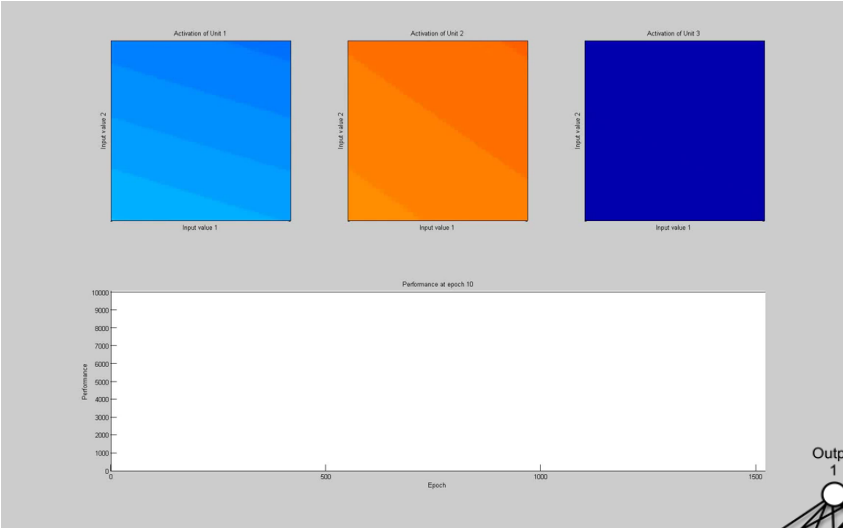 Activation of Unit 1
Activation of Unit 2
Activation of Unit 3
Input value 2
Input value 2
Input value 2
Input value 1
Input value 1
Input value 1
Performance at epoch 10
10000
9000
8000
7000
6000
5000
4000
3000
2000
1000
0
Performance
0
500
1000
1500
Epoch
Outp
1